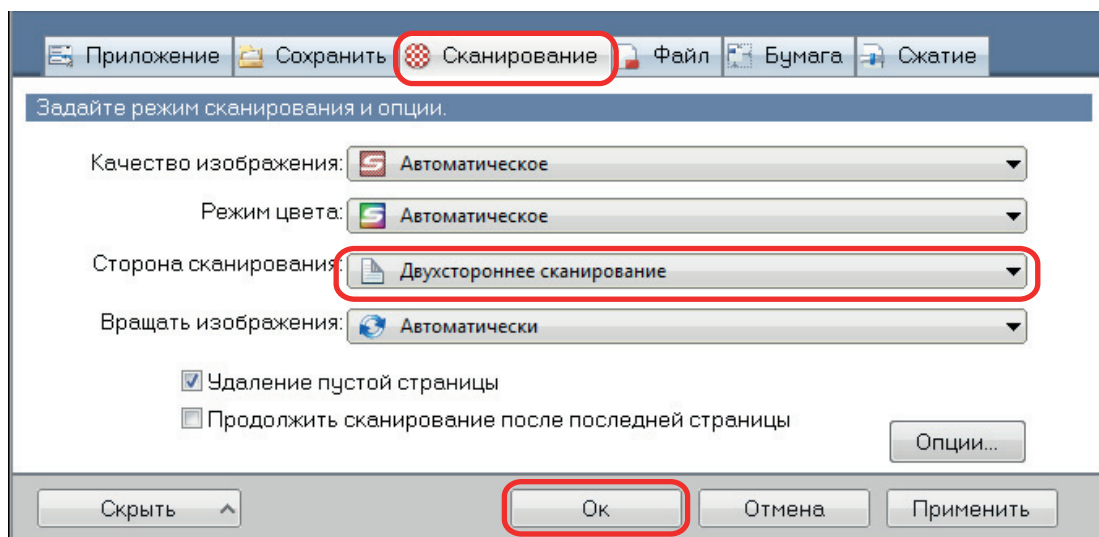 Приложение Сохранить Сканирование Файл Бумага Сжатие
Задайте режим сканирования и опции.
Качество изображения: Автоматическое
Режим цвета: Автоматическое
Сторона сканирования: Двухстороннее сканирование
Вращать изображения: Автоматически
Удаление пустой страницы
Продолжить сканирование после последней страницы
Опции...
Скрыть Ок Отмена Применить